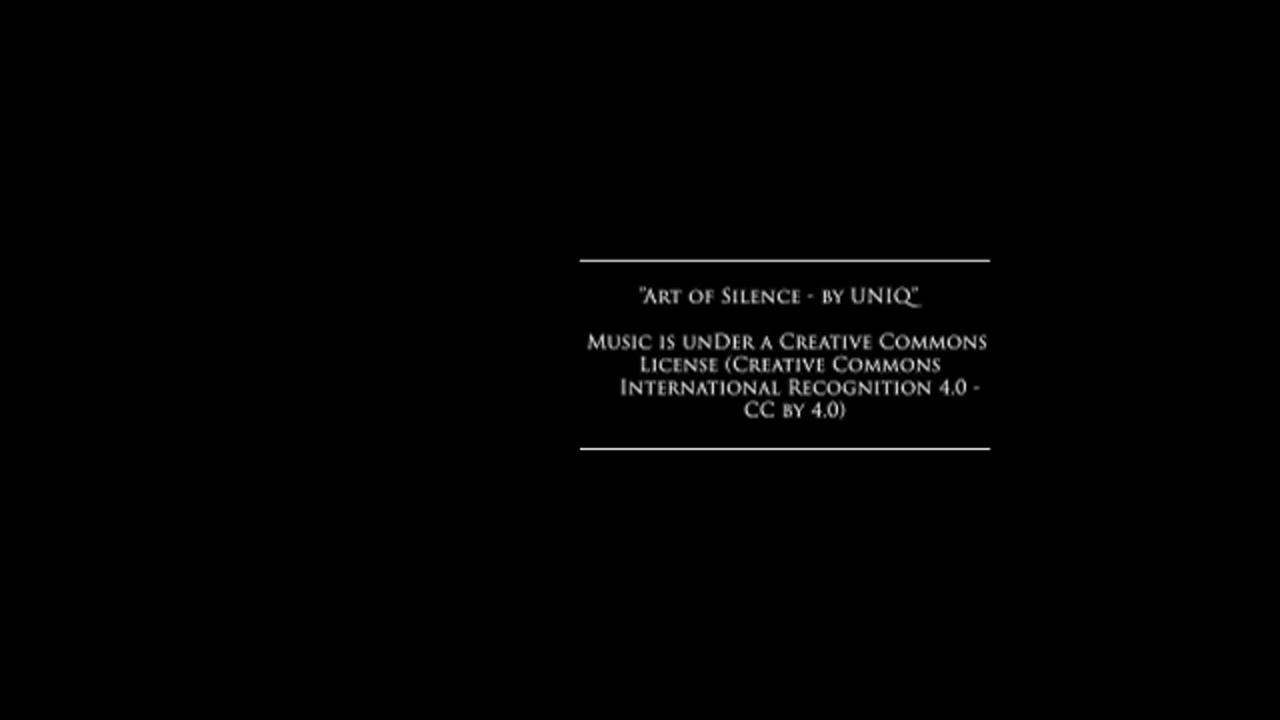 "Art of Silence - by UNIQ"
Music is unDer a Creative Commons
License (Creative Commons
International Recognition 4.0 -
CC by 4.0)